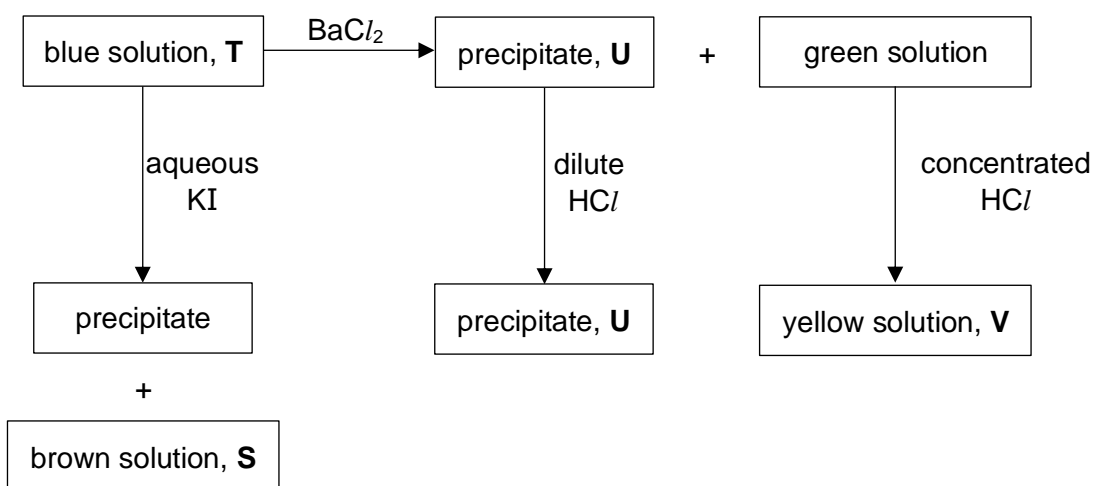 blue solution, T
BaCl₂
precipitate, U
+
green solution
aqueous
KI
dilute
HCl
concentrated
HCl
precipitate
precipitate, U
yellow solution, V
+
brown solution, S